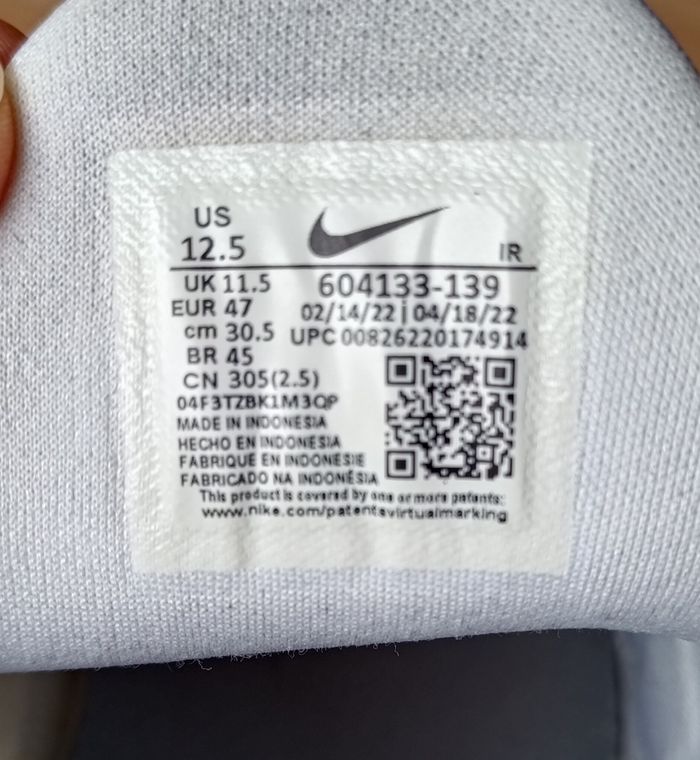 US
12.5
IR
UK 11.5
604133-139
EUR 47
02/14/22 | 04/18/22
cm 30.5
UPC 00826220174914
BR 45
CN 305(2.5)
04F3TZBK1M3QP
MADE IN INDONESIA
HECHO EN INDONESIA
FABRIQUE EN INDONESIE
FABRICADO NA INDONÉSIA
This product is covered by one or more patents:
www.nike.com/patentsvirtualmarking